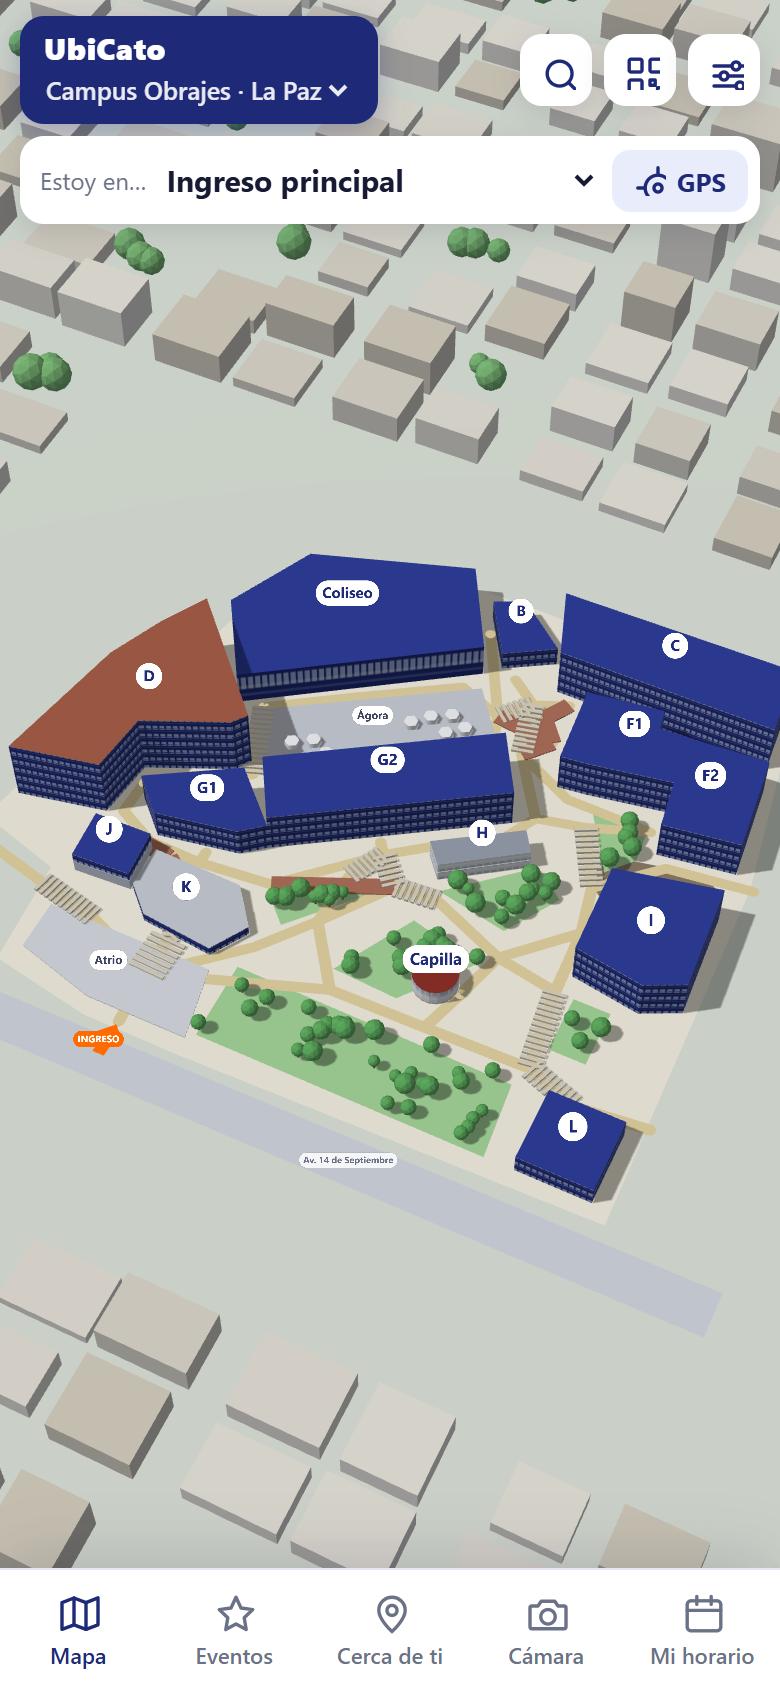 UbiCato
Campus Obrajes · La Paz
Estoy en... Ingreso principal GPS
Coliseo
B
C
D
Ágora
F1
G2
F2
G1
J
H
K
I
Atrio
Capilla
INGRESO
L
Av. 14 de Septiembre
Mapa Eventos Cerca de ti Cámara Mi horario